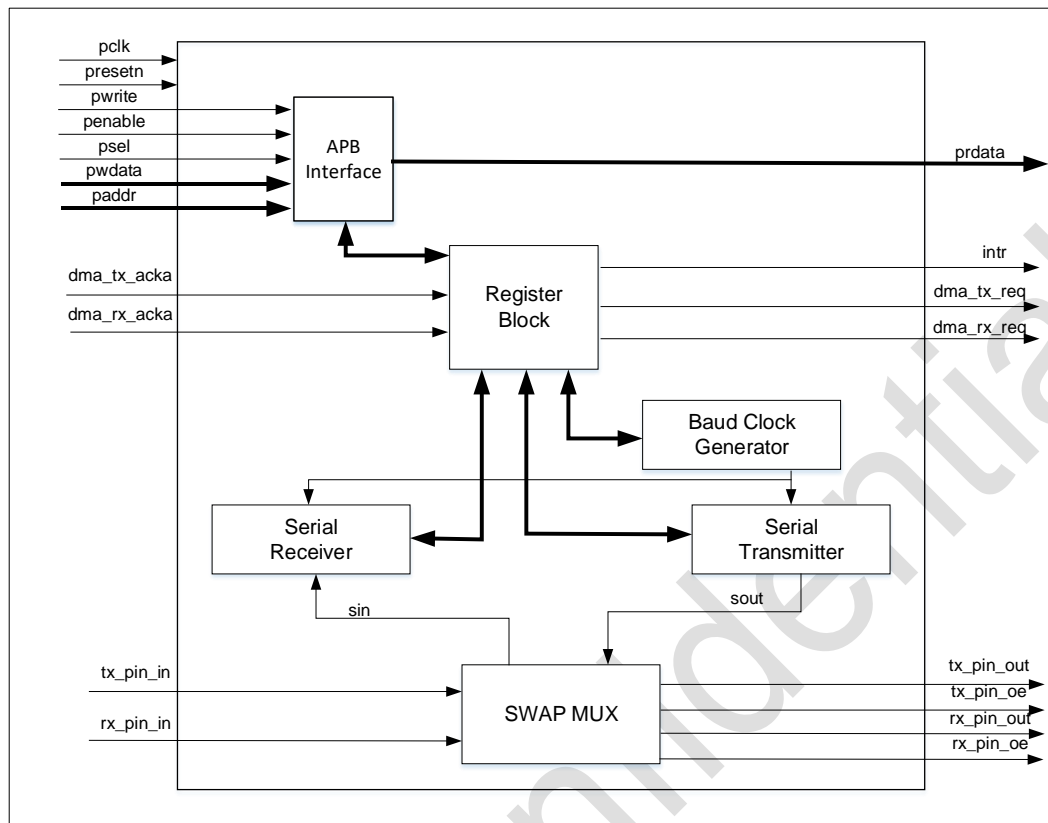 pclk
presetn
pwrite
penable
psel
pwdata
paddr
APB
Interface
prdata
dma_tx_acka
dma_rx_acka
Register
Block
intr
dma_tx_req
dma_rx_req
Baud Clock
Generator
Serial
Receiver
Serial
Transmitter
sin
sout
tx_pin_in
rx_pin_in
SWAP MUX
tx_pin_out
tx_pin_oe
rx_pin_out
rx_pin_oe
nfidentia